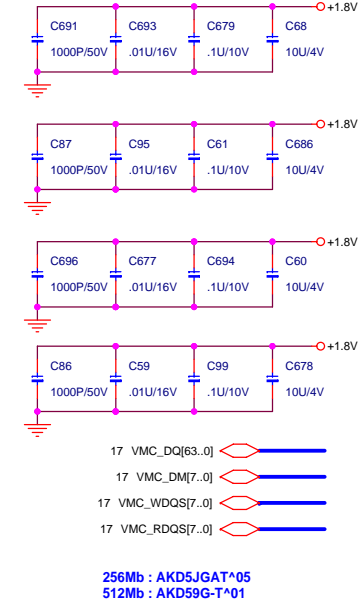 +1.8V
C691 C693 C679 C68
1000P/50V .01U/16V .1U/10V 10U/4V
+1.8V
C87 C95 C61 C686
1000P/50V .01U/16V .1U/10V 10U/4V
+1.8V
C696 C677 C694 C60
1000P/50V .01U/16V .1U/10V 10U/4V
+1.8V
C86 C59 C99 C678
1000P/50V .01U/16V .1U/10V 10U/4V
17 VMC_DQ[63..0]
17 VMC_DM[7..0]
17 VMC_WDQS[7..0]
17 VMC_RDQS[7..0]
256Mb : AKD5JGAT^05
512Mb : AKD59G-T^01